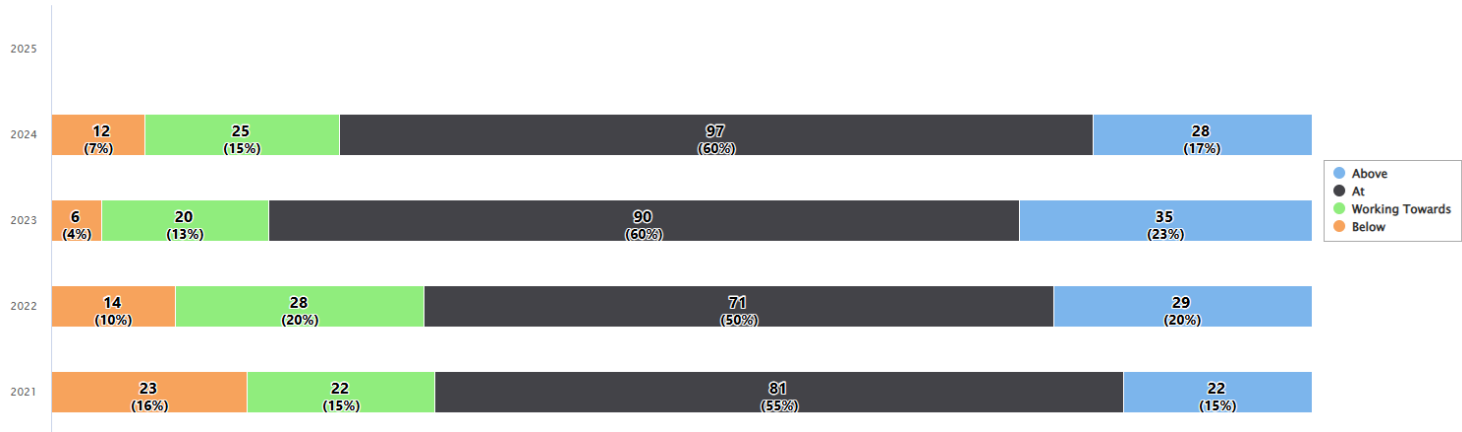 2025
2024
12 25 97 28
(7%) (15%) (60%) (17%)
2023
6 20 90 35
(4%) (13%) (60%) (23%)
2022
14 28 71 29
(10%) (20%) (50%) (20%)
2021
23 22 81 22
(16%) (15%) (55%) (15%)
Above
At
Working Towards
Below